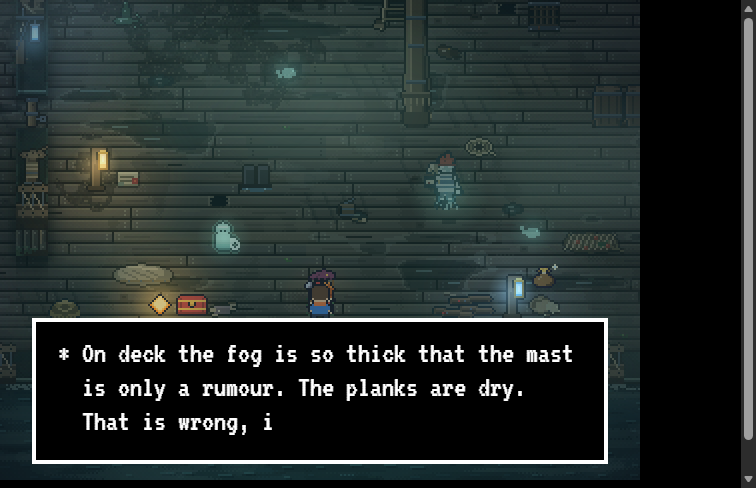 * On deck the fog is so thick that the mast
is only a rumour. The planks are dry.
That is wrong, i